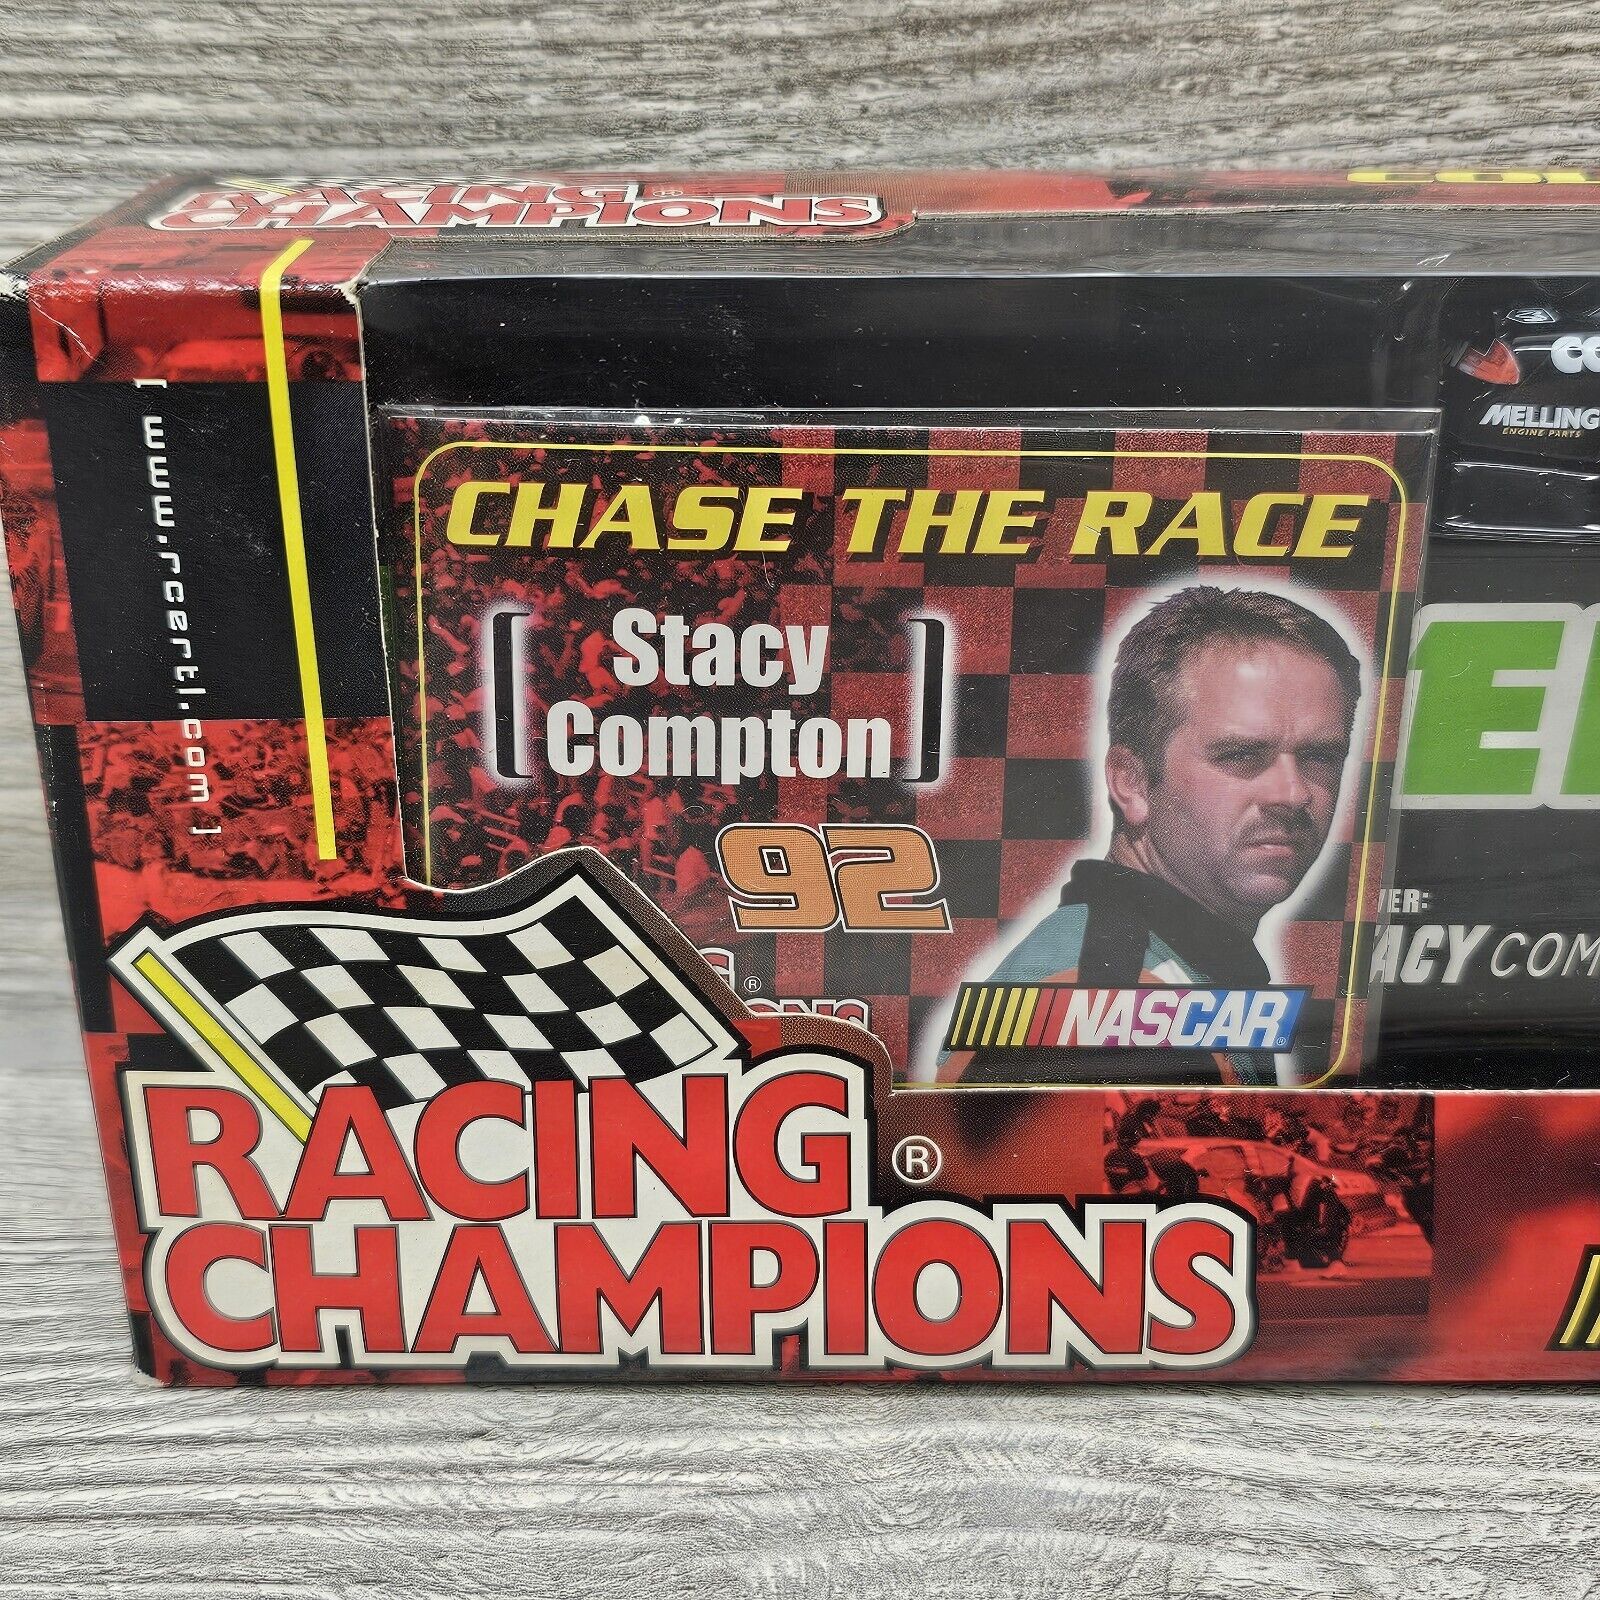 RACING ®
CHAMPIONS
[ www.rcertl.com ]
MELLING
ENGINE PARTS
CHASE THE RACE
[ Stacy
Compton ]
92
®
NASCAR ®
RACING ®
CHAMPIONS